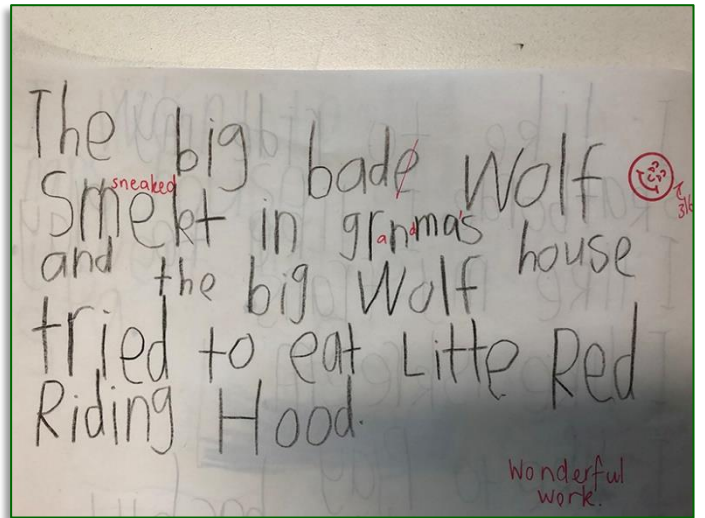 The big bade Wolf
sneaked
Smekt in grandma's house
and the big Wolf
tried to eat Litte Red
Riding Hood.
Wonderful
work.